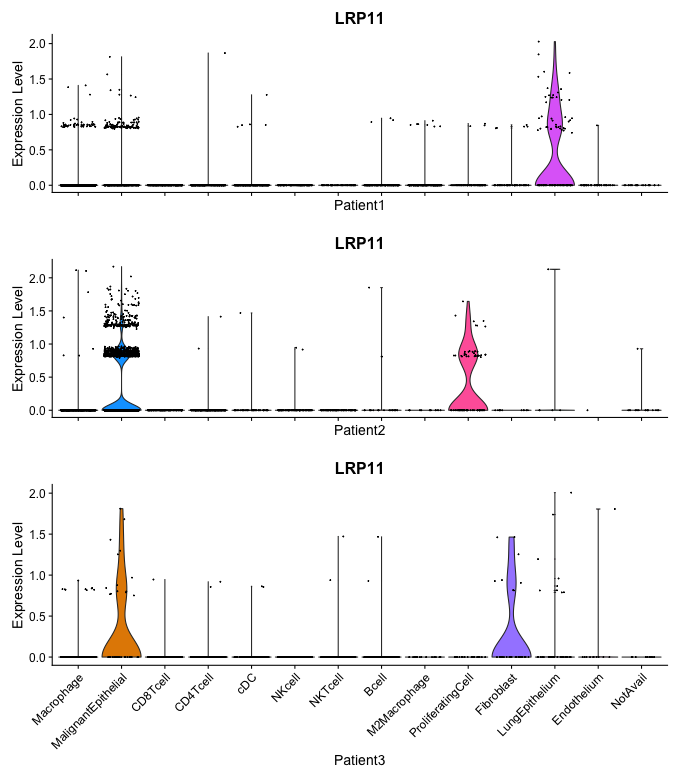 LRP11
Expression Level
2.0
1.5
1.0
0.5
0.0
Patient1
LRP11
Expression Level
2.0
1.5
1.0
0.5
0.0
Patient2
LRP11
Expression Level
2.0
1.5
1.0
0.5
0.0
Macrophage
MalignantEpithelial
CD8Tcell
CD4Tcell
cDC
NKcell
NKTcell
Bcell
M2Macrophage
ProliferatingCell
Fibroblast
LungEpithelium
Endothelium
NotAvail
Patient3